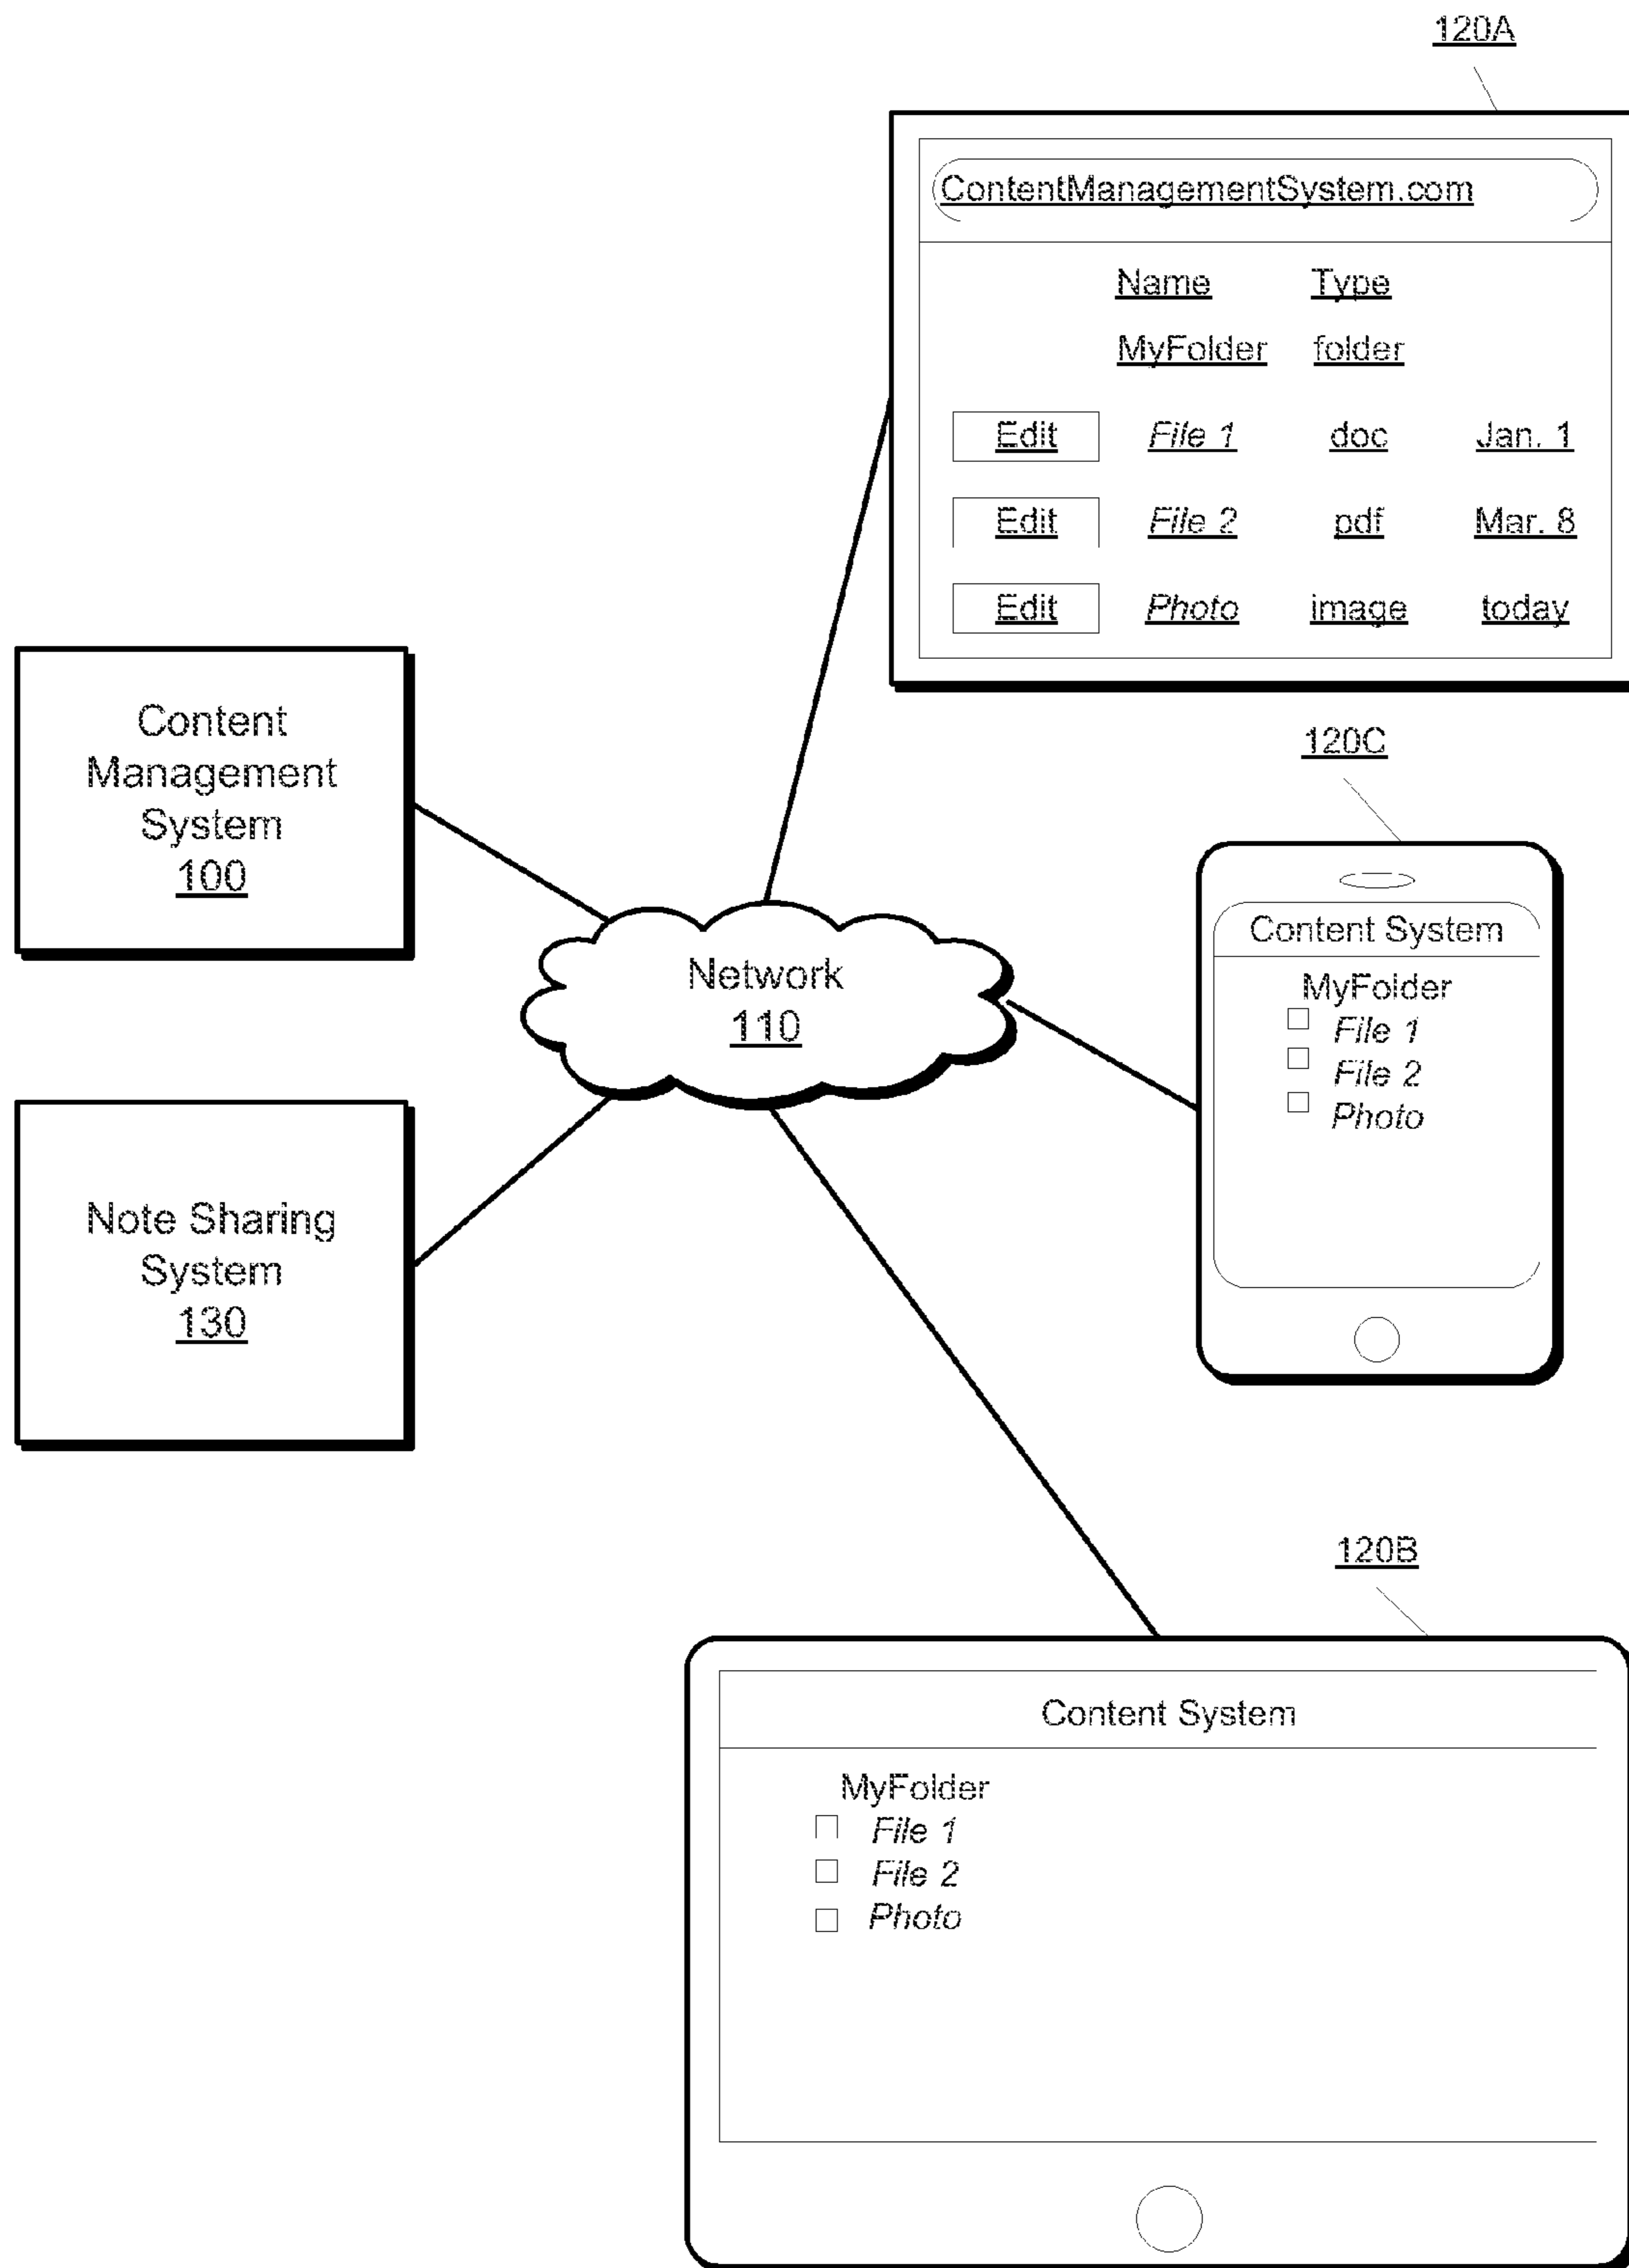 120A
ContentManagementSystem.com
Name Type
MyFolder folder
Edit File 1 doc Jan. 1
Edit File 2 pdf Mar. 8
Edit Photo image today
Content
Management
System
100
120C
Content System
MyFolder
File 1
File 2
Photo
Network
110
Note Sharing
System
130
120B
Content System
MyFolder
File 1
File 2
Photo